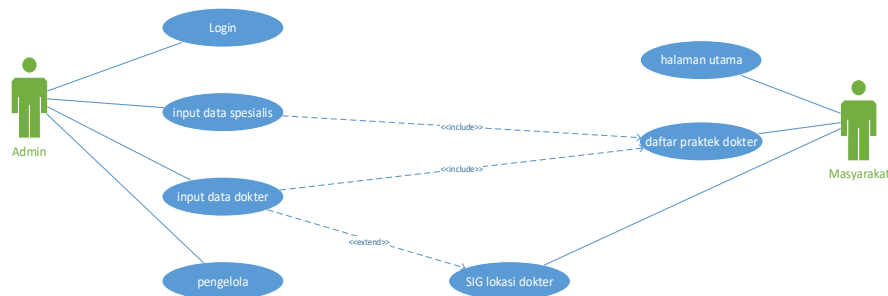 Login
halaman utama
input data spesialis
<<include>>
daftar praktek dokter
Admin
<<include>>
Masyarakat
input data dokter
<<extend>>
pengelola
SIG lokasi dokter